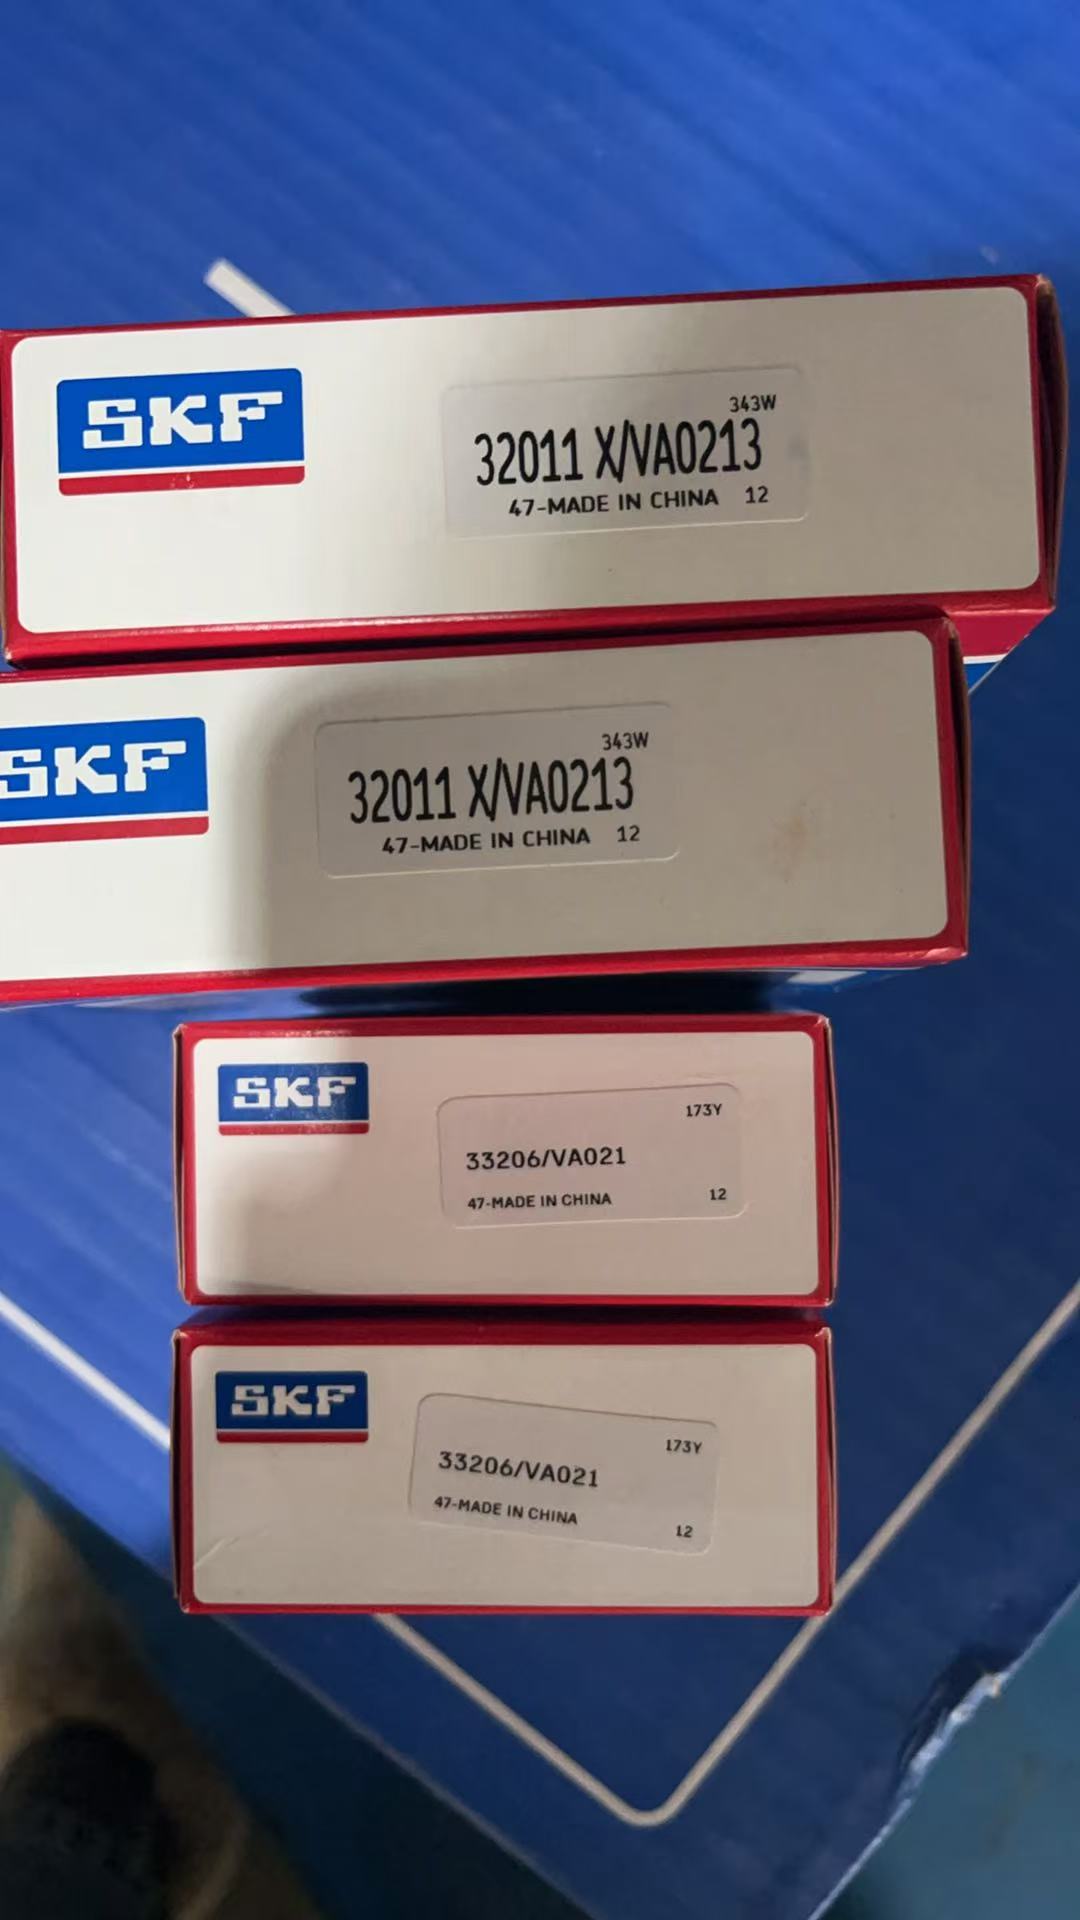 SKF
343W
32011 X/VA0213
47-MADE IN CHINA 12
SKF
343W
32011 X/VA0213
47-MADE IN CHINA 12
SKF
173Y
33206/VA021
47-MADE IN CHINA 12
SKF
173Y
33206/VA021
47-MADE IN CHINA 12